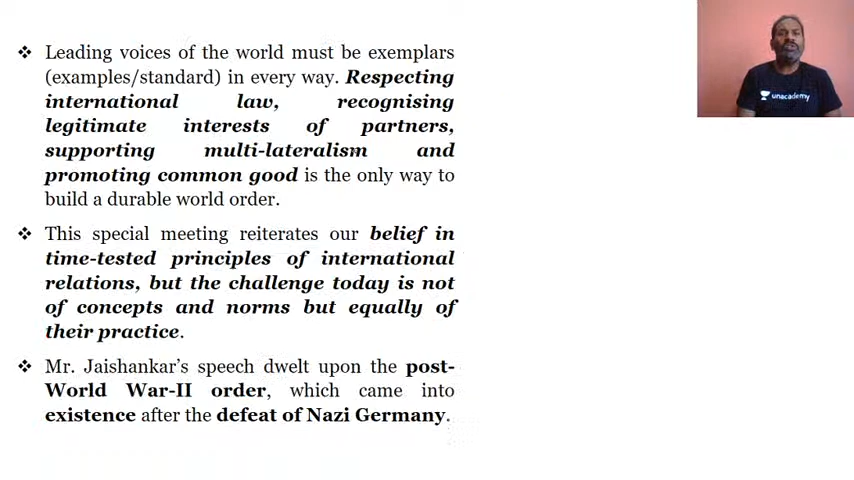 ❖ Leading voices of the world must be exemplars
(examples/standard) in every way. Respecting
international law, recognising
legitimate interests of partners,
supporting multi-lateralism and
promoting common good is the only way to
build a durable world order.
❖ This special meeting reiterates our belief in
time-tested principles of international
relations, but the challenge today is not
of concepts and norms but equally of
their practice.
❖ Mr. Jaishankar’s speech dwelt upon the post-
World War-II order, which came into
existence after the defeat of Nazi Germany.
unacademy